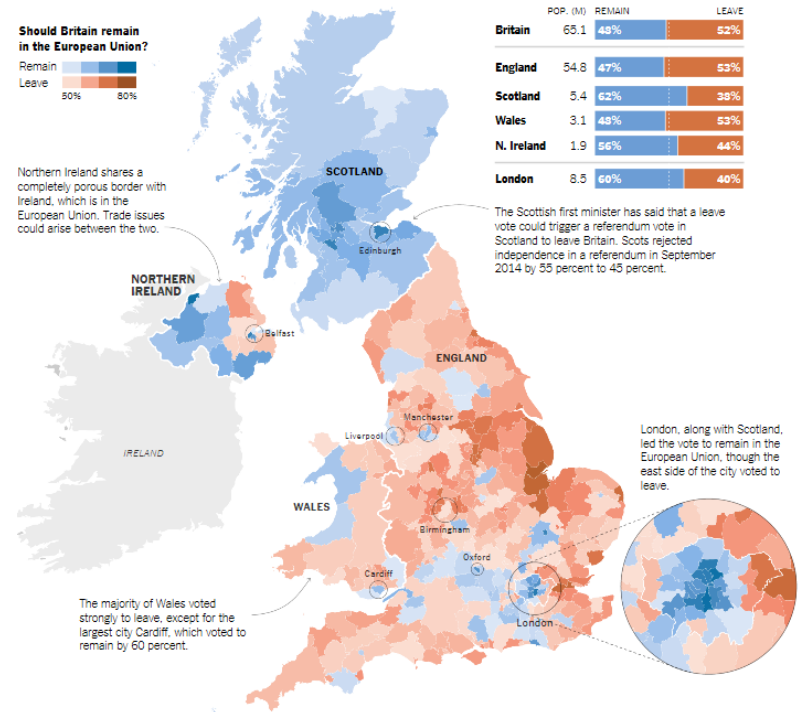 Should Britain remain
in the European Union?
Remain
Leave
50% 80%
POP. (M) REMAIN LEAVE
Britain 65.1 48% 52%
England 54.8 47% 53%
Scotland 5.4 62% 38%
Wales 3.1 48% 53%
N. Ireland 1.9 56% 44%
London 8.5 60% 40%
Northern Ireland shares a
completely porous border with
Ireland, which is in the
European Union. Trade issues
could arise between the two.
SCOTLAND
Edinburgh
The Scottish first minister has said that a leave
vote could trigger a referendum vote in
Scotland to leave Britain. Scots rejected
independence in a referendum in September
2014 by 55 percent to 45 percent.
NORTHERN
IRELAND
Belfast
ENGLAND
Manchester
Liverpool
IRELAND
London, along with Scotland,
led the vote to remain in the
European Union, though the
east side of the city voted to
leave.
WALES
Birmingham
Oxford
Cardiff
London
The majority of Wales voted
strongly to leave, except for the
largest city Cardiff, which voted to
remain by 60 percent.